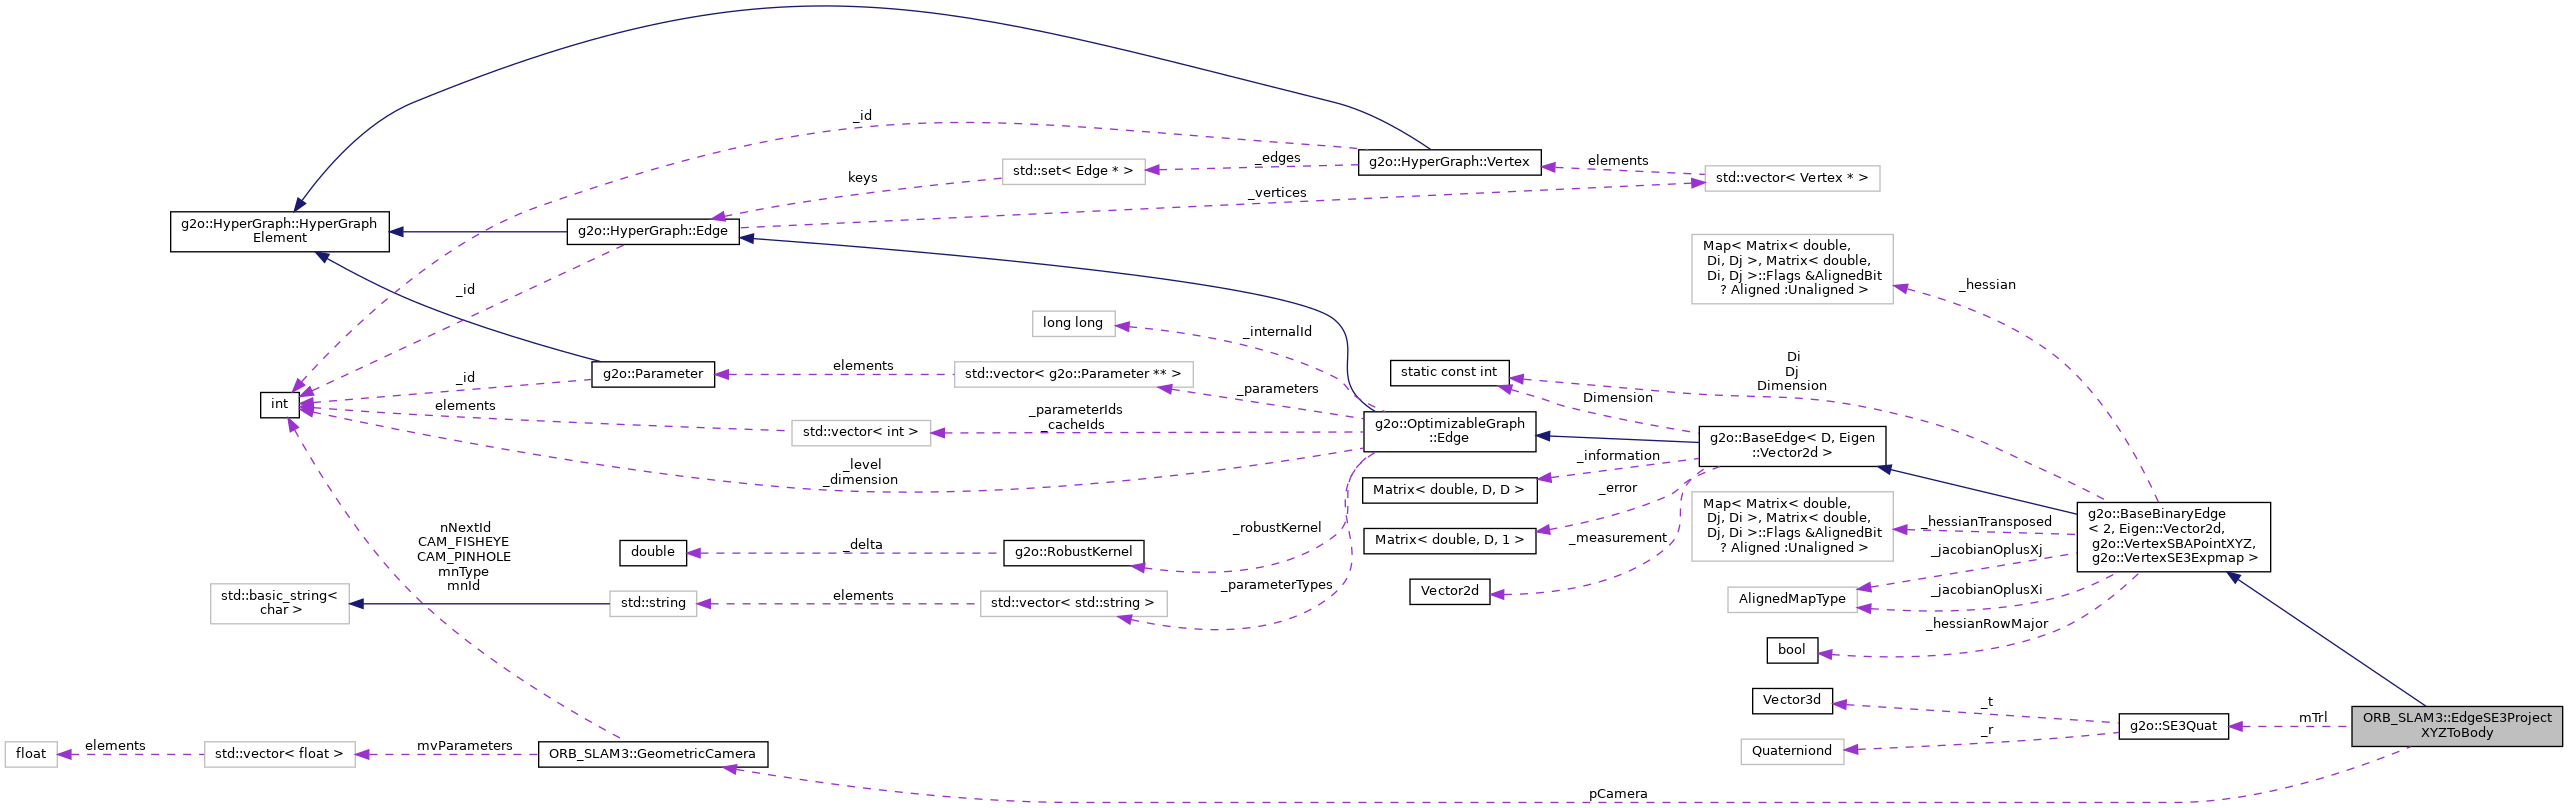 _id
g2o::HyperGraph::Vertex
_edges
elements
std::set< Edge * >
keys
std::vector< Vertex * >
_vertices
g2o::HyperGraph::HyperGraph
Element
g2o::HyperGraph::Edge
Map< Matrix< double,
Di, Dj >, Matrix< double,
Di, Dj >::Flags &AlignedBit
? Aligned :Unaligned >
_hessian
_id
long long
_internalId
Di
Dj
Dimension
static const int
g2o::Parameter
elements
std::vector< g2o::Parameter ** >
_id
_parameters
Dimension
int
elements
_parameterIds
_cacheIds
std::vector< int >
g2o::OptimizableGraph
::Edge
g2o::BaseEdge< D, Eigen
::Vector2d >
_information
_level
_dimension
Matrix< double, D, D >
_error
Map< Matrix< double,
Dj, Di >, Matrix< double,
Dj, Di >::Flags &AlignedBit
? Aligned :Unaligned >
_hessianTransposed
g2o::BaseBinaryEdge
< 2, Eigen::Vector2d,
g2o::VertexSBAPointXYZ,
g2o::VertexSE3Expmap >
nNextId
CAM_FISHEYE
CAM_PINHOLE
mnType
mnId
_robustKernel
double
_delta
g2o::RobustKernel
Matrix< double, D, 1 >
_measurement
_jacobianOplusXj
_parameterTypes
Vector2d
_jacobianOplusXi
AlignedMapType
std::basic_string<
char >
std::string
elements
std::vector< std::string >
_hessianRowMajor
bool
Vector3d
_t
g2o::SE3Quat
mTrl
ORB_SLAM3::EdgeSE3Project
XYZToBody
_r
Quaterniond
float
elements
std::vector< float >
mvParameters
ORB_SLAM3::GeometricCamera
pCamera